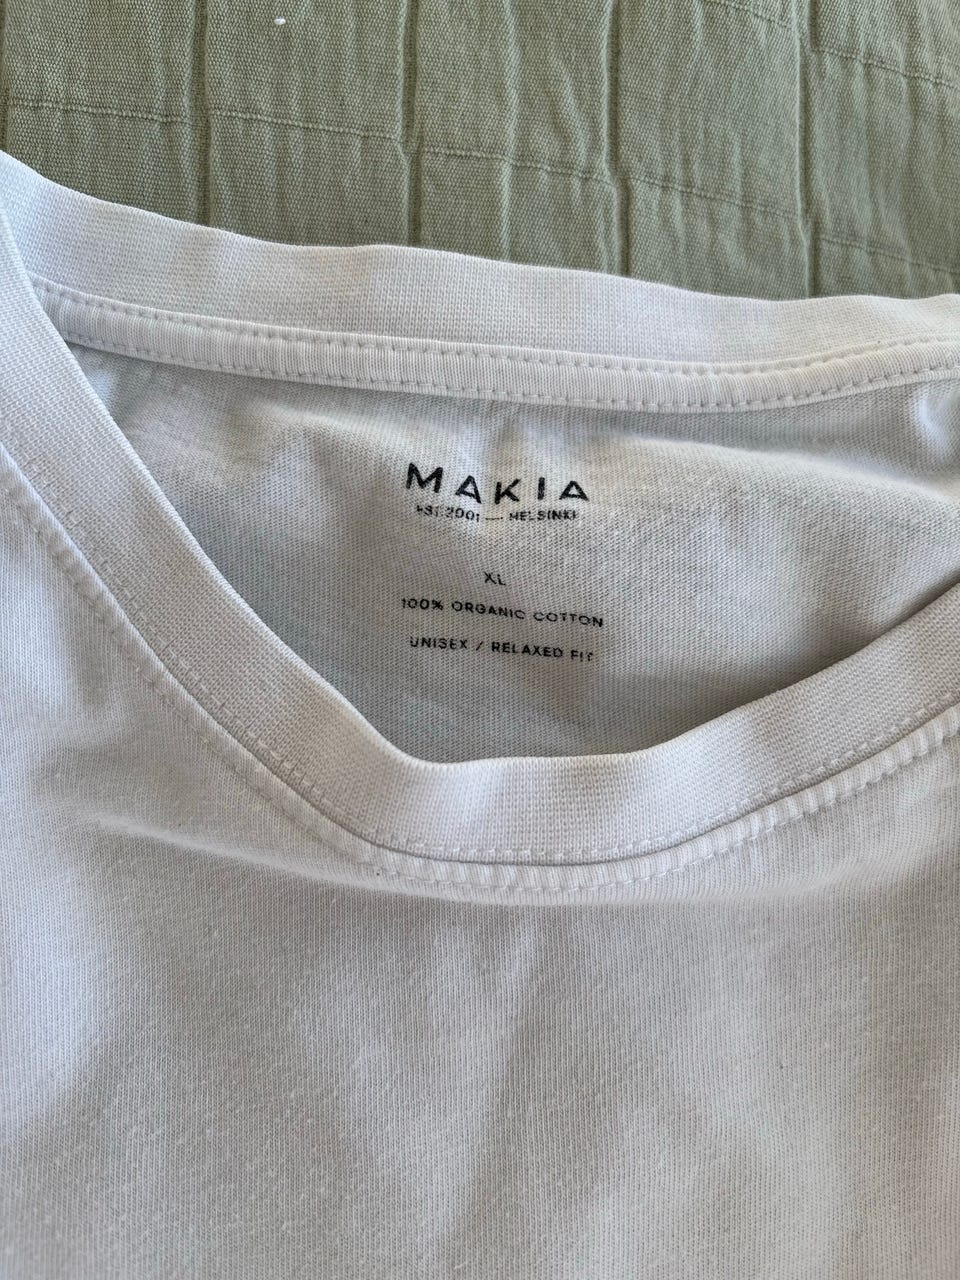 MAKIA
EST. 2001 — HELSINKI
XL
100% ORGANIC COTTON
UNISEX / RELAXED FIT